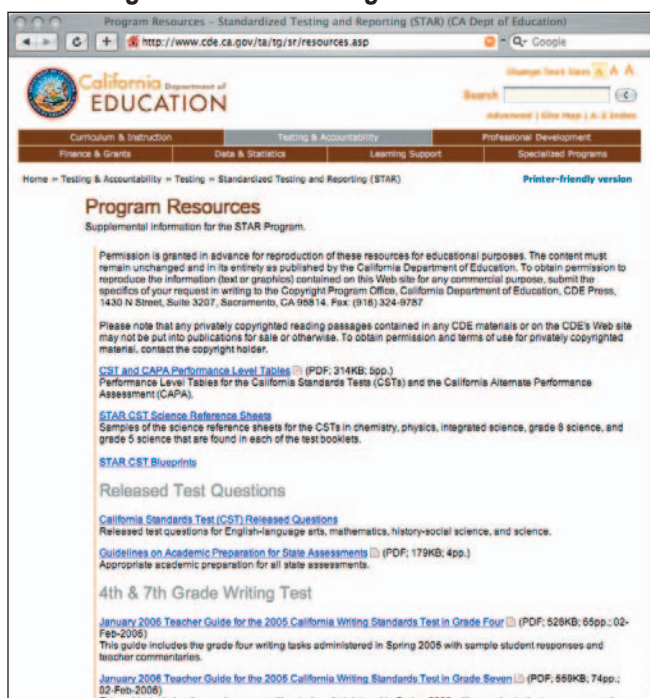 Program Resources - Standardized Testing and Reporting (STAR) (CA Dept of Education)
http://www.cde.ca.gov/ta/tg/sr/resources.asp
Google
California Department of
EDUCATION
Change Text Size: A A A
Search
Advanced | Site Map | A-Z Index
Curriculum & Instruction Testing & Accountability Professional Development
Finance & Grants Data & Statistics Learning Support Specialized Programs
Home » Testing & Accountability » Testing » Standardized Testing and Reporting (STAR) Printer-friendly version
Program Resources
Supplemental information for the STAR Program.
Permission is granted in advance for reproduction of these resources for educational purposes. The content must
remain unchanged and in its entirety as published by the California Department of Education. To obtain permission to
reproduce the information (text or graphics) contained on this Web site for any commercial purpose, submit the
specifics of your request in writing to the Copyright Program Office, California Department of Education, CDE Press,
1430 N Street, Suite 3207, Sacramento, CA 95814. Fax: (916) 324-9787
Please note that any privately copyrighted reading passages contained in any CDE materials or on the CDE's Web site
may not be put into publications for sale or otherwise. To obtain permission and terms of use for privately copyrighted
material, contact the copyright holder.
CST and CAPA Performance Level Tables (PDF; 314KB; 5pp.)
Performance Level Tables for the California Standards Tests (CSTs) and the California Alternate Performance
Assessment (CAPA).
STAR CST Science Reference Sheets
Samples of the science reference sheets for the CSTs in chemistry, physics, integrated science, grade 8 science, and
grade 5 science that are found in each of the test booklets.
STAR CST Blueprints
Released Test Questions
California Standards Test (CST) Released Questions
Released test questions for English-language arts, mathematics, history-social science, and science.
Guidelines on Academic Preparation for State Assessments (PDF; 179KB; 4pp.)
Appropriate academic preparation for all state assessments.
4th & 7th Grade Writing Test
January 2006 Teacher Guide for the 2005 California Writing Standards Test in Grade Four (PDF; 528KB; 65pp.; 02-
Feb-2006)
This guide includes the grade four writing tasks administered in Spring 2005 with sample student responses and
teacher commentaries.
January 2006 Teacher Guide for the 2005 California Writing Standards Test in Grade Seven (PDF; 559KB; 74pp.;
02-Feb-2006)